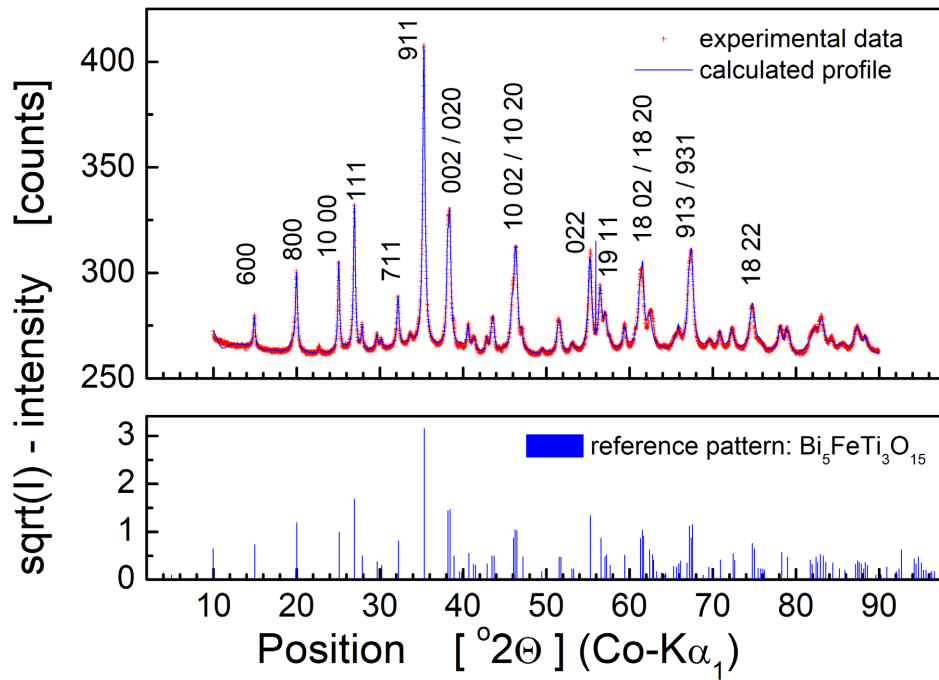 sqrt(I) - intensity [counts]
400
350
300
250
experimental data
calculated profile
600
800
10 00
111
711
911
002 / 020
10 02 / 10 20
022
19 11
18 02 / 18 20
913 / 931
18 22
3
2
1
0
reference pattern: Bi₅FeTi₃O₁₅
10 20 30 40 50 60 70 80 90
Position [ °2Θ ] (Co-Kα₁)